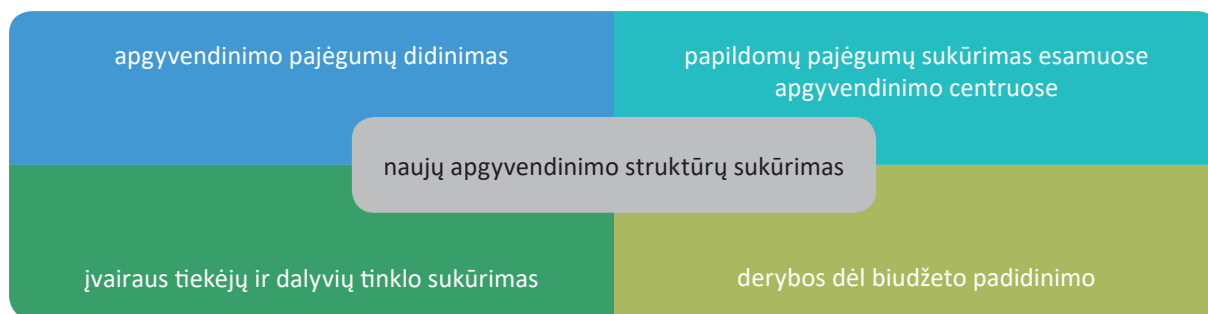 apgyvendinimo pajėgumų didinimas
papildomų pajėgumų sukūrimas esamuose
apgyvendinimo centruose
naujų apgyvendinimo struktūrų sukūrimas
įvairaus tiekėjų ir dalyvių tinklo sukūrimas
derybos dėl biudžeto padidinimo